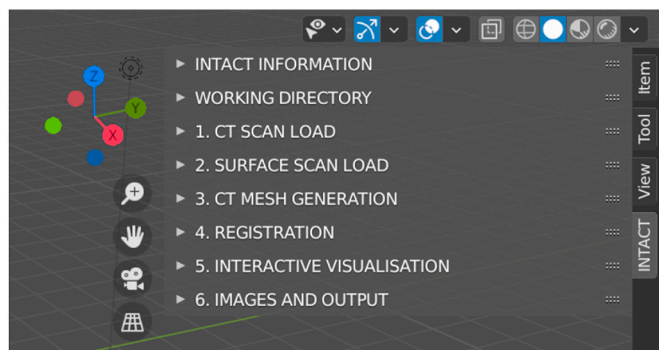 INTACT INFORMATION
WORKING DIRECTORY
1. CT SCAN LOAD
2. SURFACE SCAN LOAD
3. CT MESH GENERATION
4. REGISTRATION
5. INTERACTIVE VISUALISATION
6. IMAGES AND OUTPUT
Z
Y
X
Item
Tool
View
INTACT